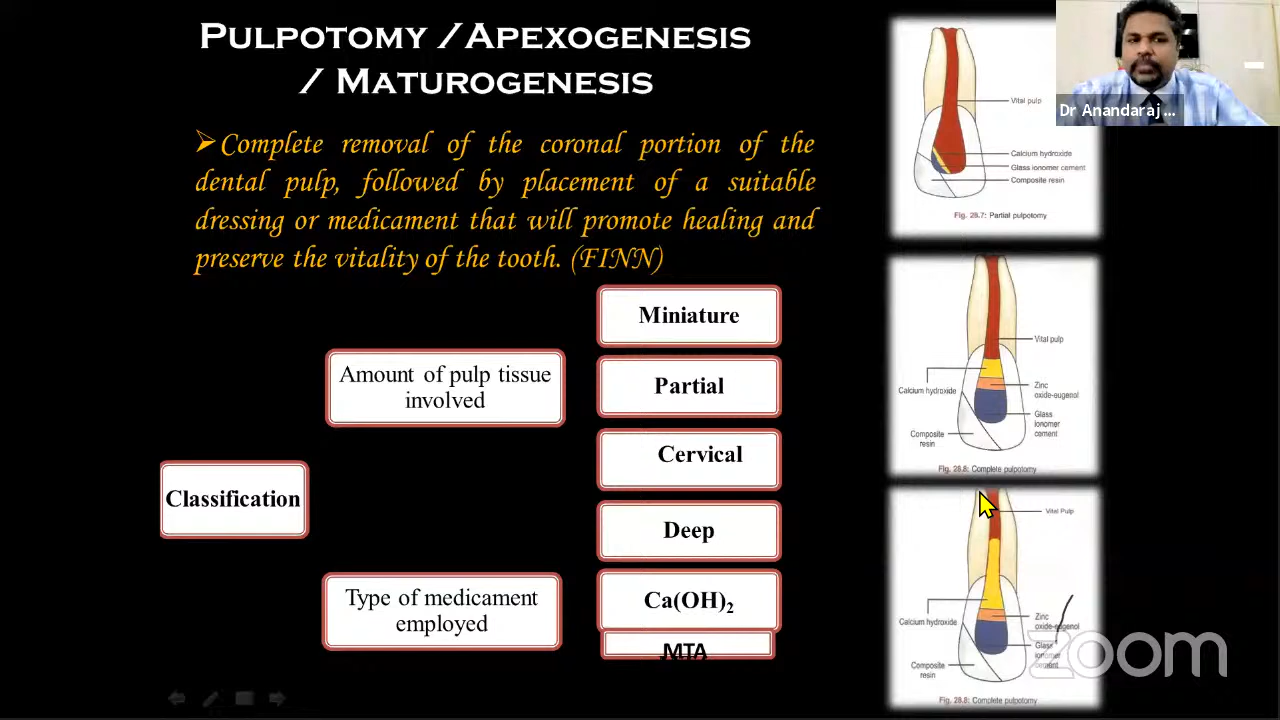 PULPOTOMY /APEXOGENESIS
/ MATUROGENESIS
Complete removal of the coronal portion of the
dental pulp, followed by placement of a suitable
dressing or medicament that will promote healing and
preserve the vitality of the tooth. (FINN)
Classification
Amount of pulp tissue
involved
Miniature
Partial
Cervical
Deep
Type of medicament
employed
Ca(OH)₂
MTA
Vital pulp
Calcium hydroxide
Glass ionomer cement
Composite resin
Fig. 28.7: Partial pulpotomy
Vital pulp
Calcium hydroxide
Zinc
oxide-eugenol
Glass
ionomer
cement
Composite
resin
Fig. 28.8: Complete pulpotomy
Vital Pulp
Calcium hydroxide
Zinc
oxide-eugenol
Glass
ionomer
cement
Composite
resin
Fig. 28.8: Complete pulpotomy
Dr Anandaraj ...
zoom